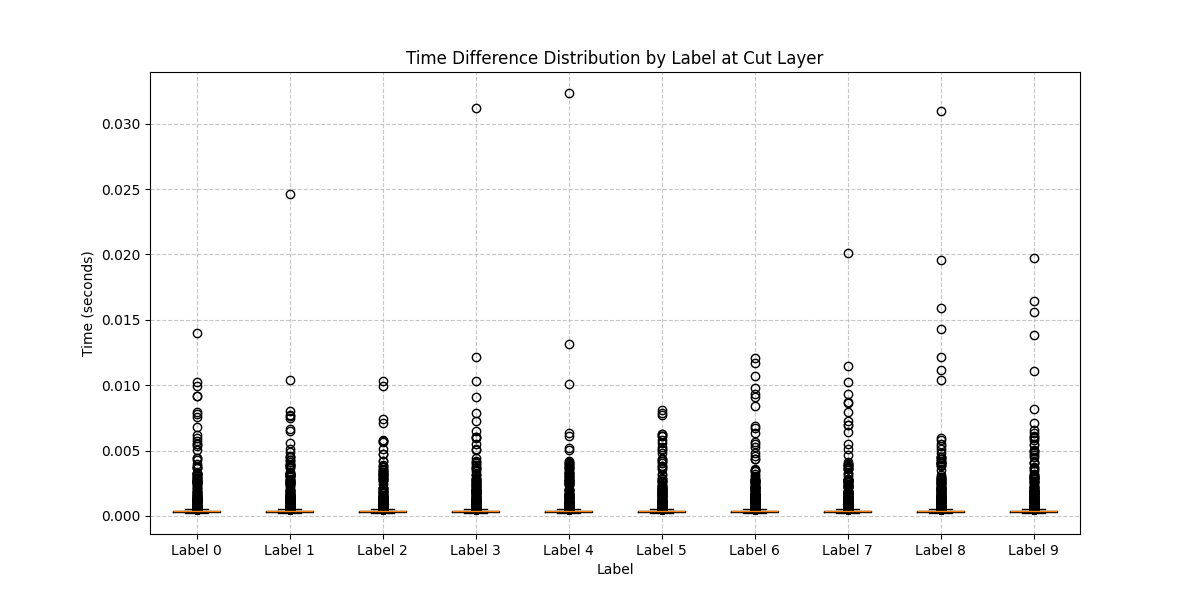 Time Difference Distribution by Label at Cut Layer
0.030
0.025
0.020
0.015
0.010
0.005
0.000
Time (seconds)
Label 0 Label 1 Label 2 Label 3 Label 4 Label 5 Label 6 Label 7 Label 8 Label 9
Label